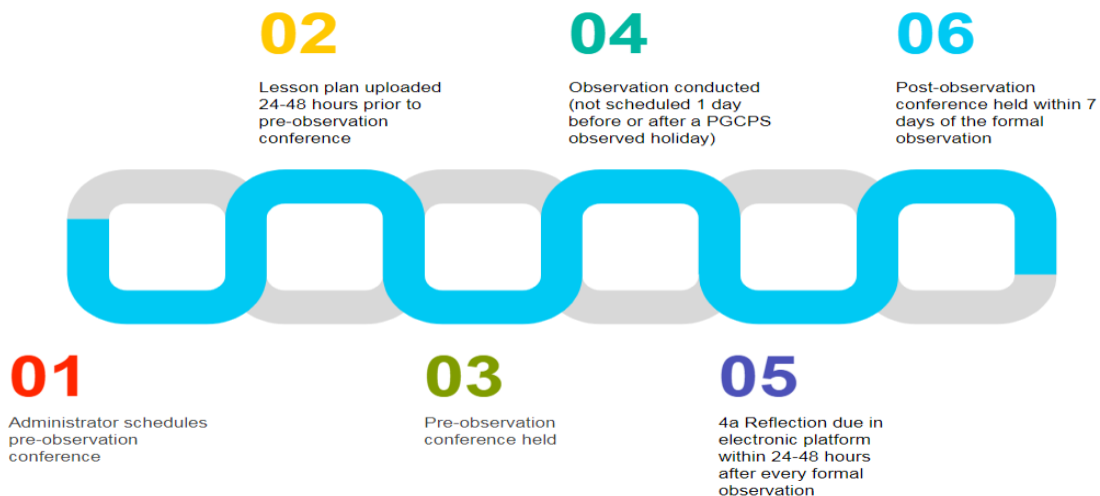 01
Administrator schedules
pre-observation
conference
02
Lesson plan uploaded
24-48 hours prior to
pre-observation
conference
03
Pre-observation
conference held
04
Observation conducted
(not scheduled 1 day
before or after a PGCPS
observed holiday)
05
4a Reflection due in
electronic platform
within 24-48 hours
after every formal
observation
06
Post-observation
conference held within 7
days of the formal
observation